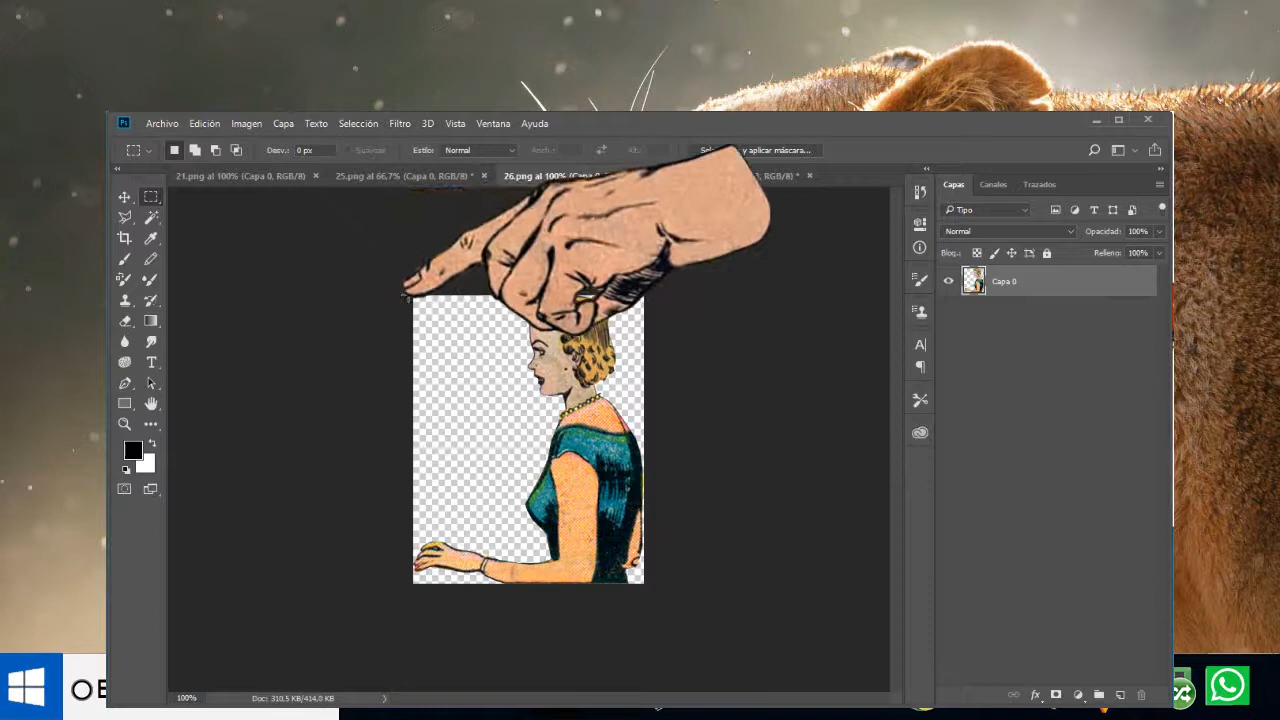 Ps Archivo Edición Imagen Capa Texto Selección Filtro 3D Vista Ventana Ayuda
Desv.: 0 px Suavizar Estilo: Normal Anch.: Alt.: y aplicar máscara...
21.png al 100% (Capa 0, RGB/8) × 25.png al 66,7% (Capa 0, RGB/8) * × 26.png al 100% (Capa 0, 3, RGB/8) * ×
Capas Canales Trazados
Tipo
Normal Opacidad: 100%
Bloq.: Relleno: 100%
Capa 0
100% Doc: 310,5 KB/414,0 KB